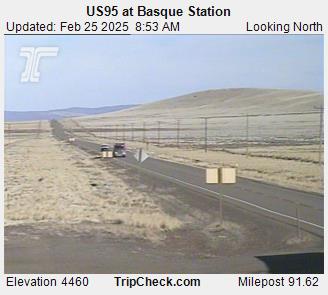 US95 at Basque Station
Updated: Feb 25 2025 8:53 AM Looking North
Elevation 4460 TripCheck.com Milepost 91.62